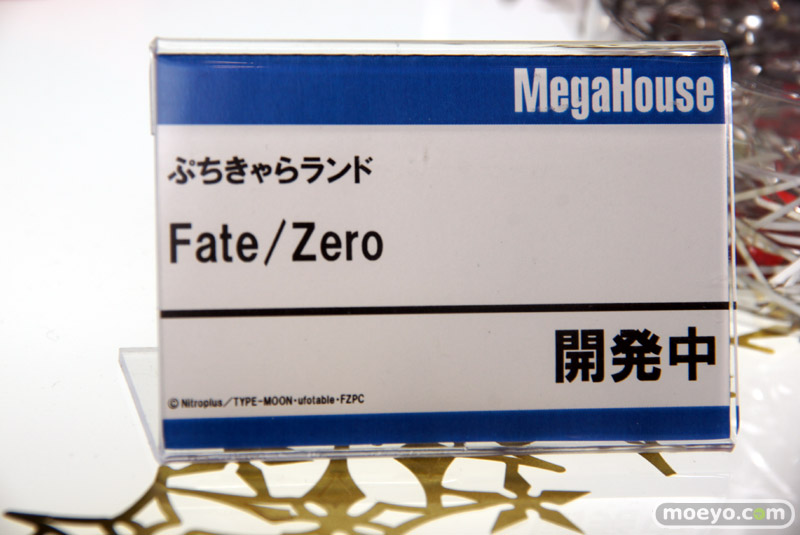 MegaHouse
ぷちきゃらランド
Fate/Zero
開発中
©Nitroplus/TYPE-MOON・ufotable・FZPC
moeyo.com